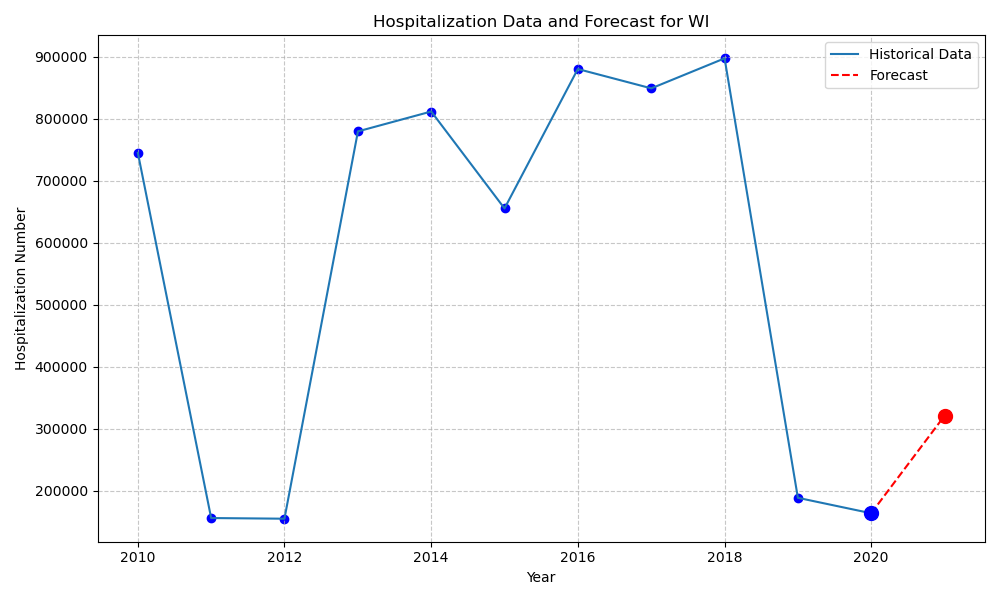 Hospitalization Data and Forecast for WI
Historical Data
Forecast
900000
800000
700000
600000
500000
400000
300000
200000
Hospitalization Number
2010
2012
2014
2016
2018
2020
Year